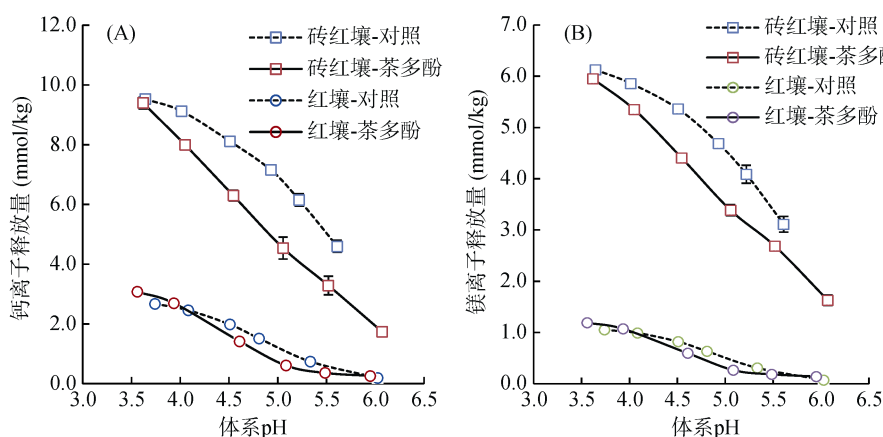 (A)
钙离子释放量 (mmol/kg)
12.0
10.0
8.0
6.0
4.0
2.0
0.0
砖红壤-对照
砖红壤-茶多酚
红壤-对照
红壤-茶多酚
3.0 3.5 4.0 4.5 5.0 5.5 6.0 6.5
体系pH
(B)
镁离子释放量 (mmol/kg)
7.0
6.0
5.0
4.0
3.0
2.0
1.0
0.0
砖红壤-对照
砖红壤-茶多酚
红壤-对照
红壤-茶多酚
3.0 3.5 4.0 4.5 5.0 5.5 6.0 6.5
体系pH